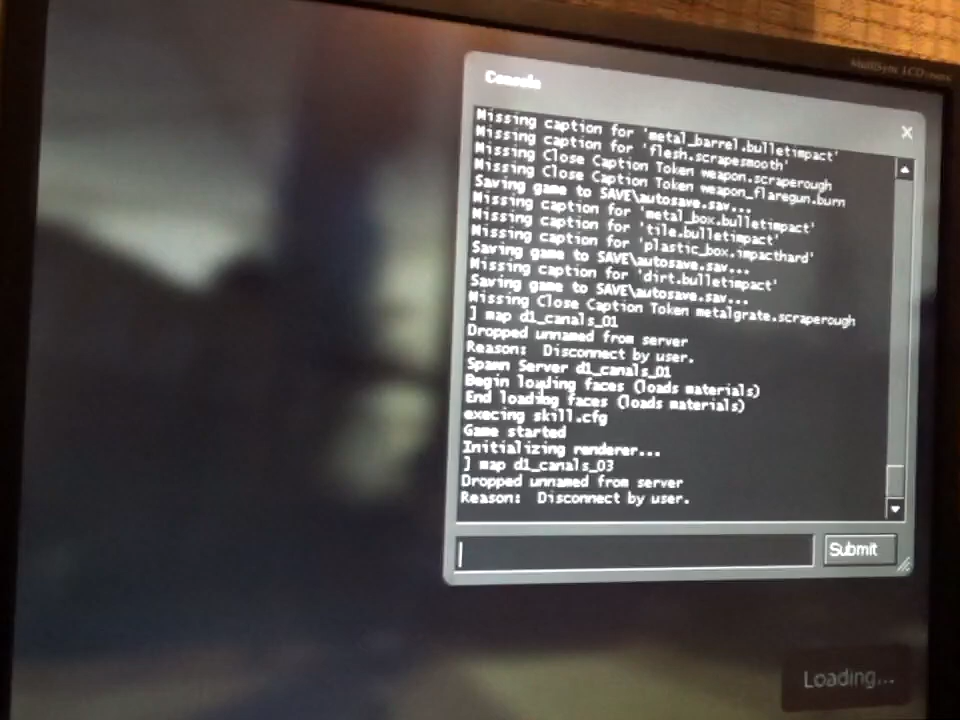 MultiSync LCD
Console
Missing caption for 'metal_barrel.bulletimpact'
Missing caption for 'flesh.scrapesmooth'
Missing Close Caption Token weapon.scraperough
Missing Close Caption Token weapon_flaregun.burn
Saving game to SAVE\autosave.sav...
Missing caption for 'metal_box.bulletimpact'
Missing caption for 'tile.bulletimpact'
Missing caption for 'plastic_box.impacthard'
Saving game to SAVE\autosave.sav...
Missing caption for 'dirt.bulletimpact'
Saving game to SAVE\autosave.sav...
Missing Close Caption Token metalgrate.scraperough
] map d1_canals_01
Dropped unnamed from server
Reason: Disconnect by user.
Spawn Server d1_canals_01
Begin loading faces (loads materials)
End loading faces (loads materials)
execing skill.cfg
Game started
Initializing renderer...
] map d1_canals_03
Dropped unnamed from server
Reason: Disconnect by user.
Submit
Loading...